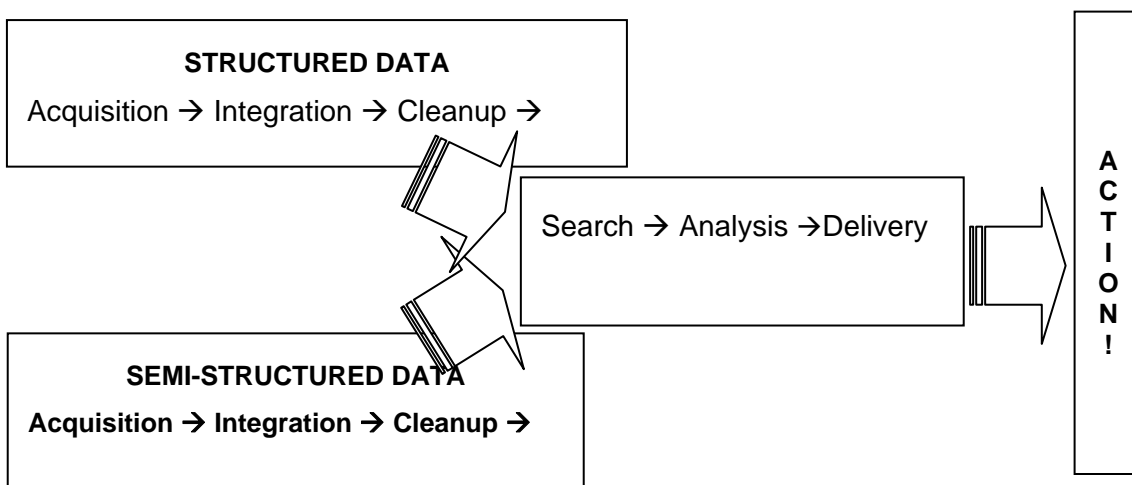 STRUCTURED DATA
Acquisition → Integration → Cleanup →
Search → Analysis →Delivery
SEMI-STRUCTURED DATA
Acquisition → Integration → Cleanup →
A
C
T
I
O
N
!